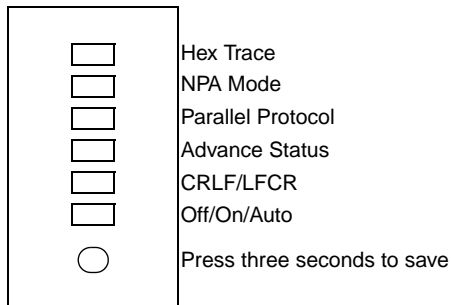 Hex Trace
NPA Mode
Parallel Protocol
Advance Status
CRLF/LFCR
Off/On/Auto
Press three seconds to save